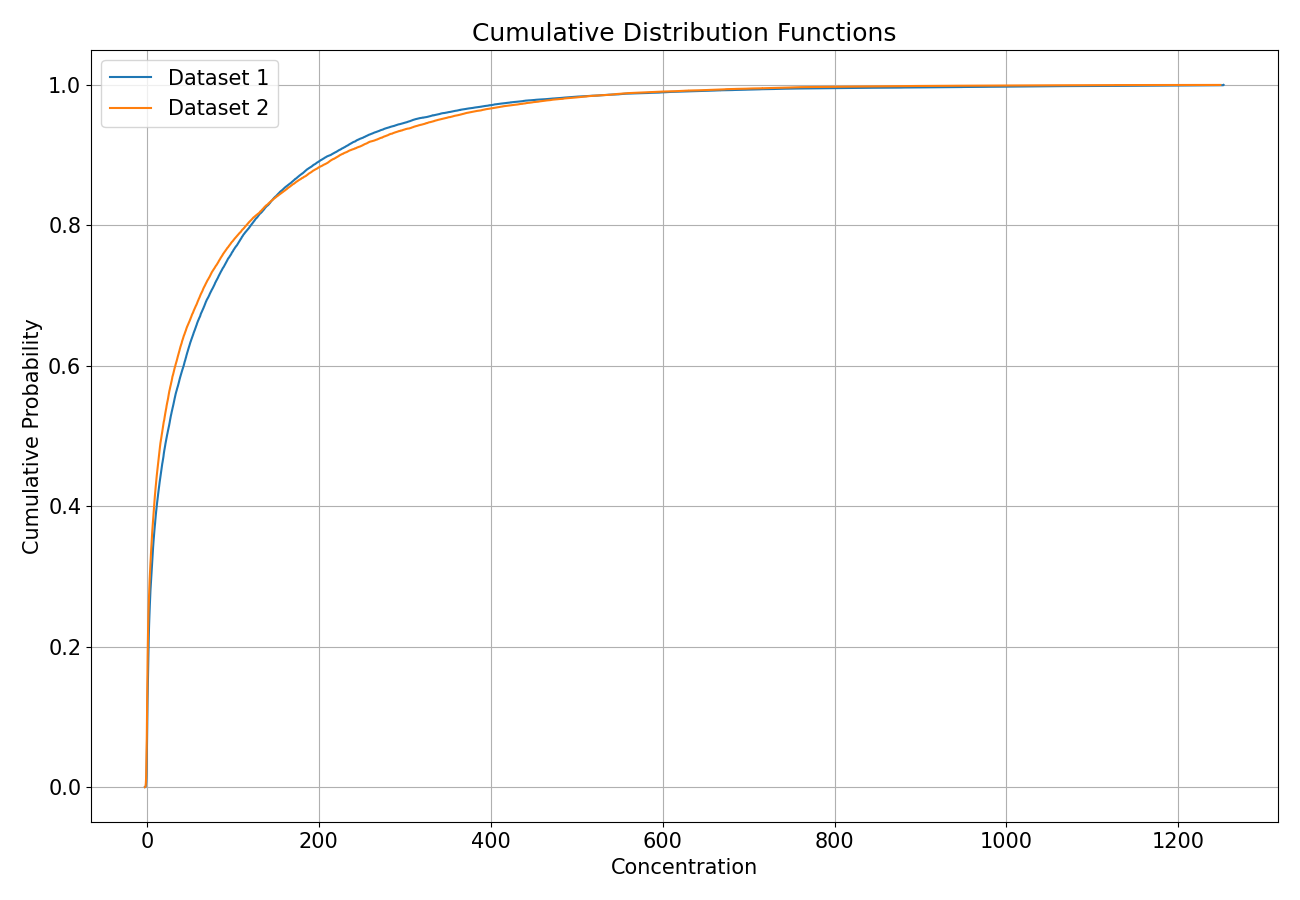 Cumulative Distribution Functions
Dataset 1
Dataset 2
1.0
0.8
0.6
0.4
0.2
0.0
Cumulative Probability
0 200 400 600 800 1000 1200
Concentration